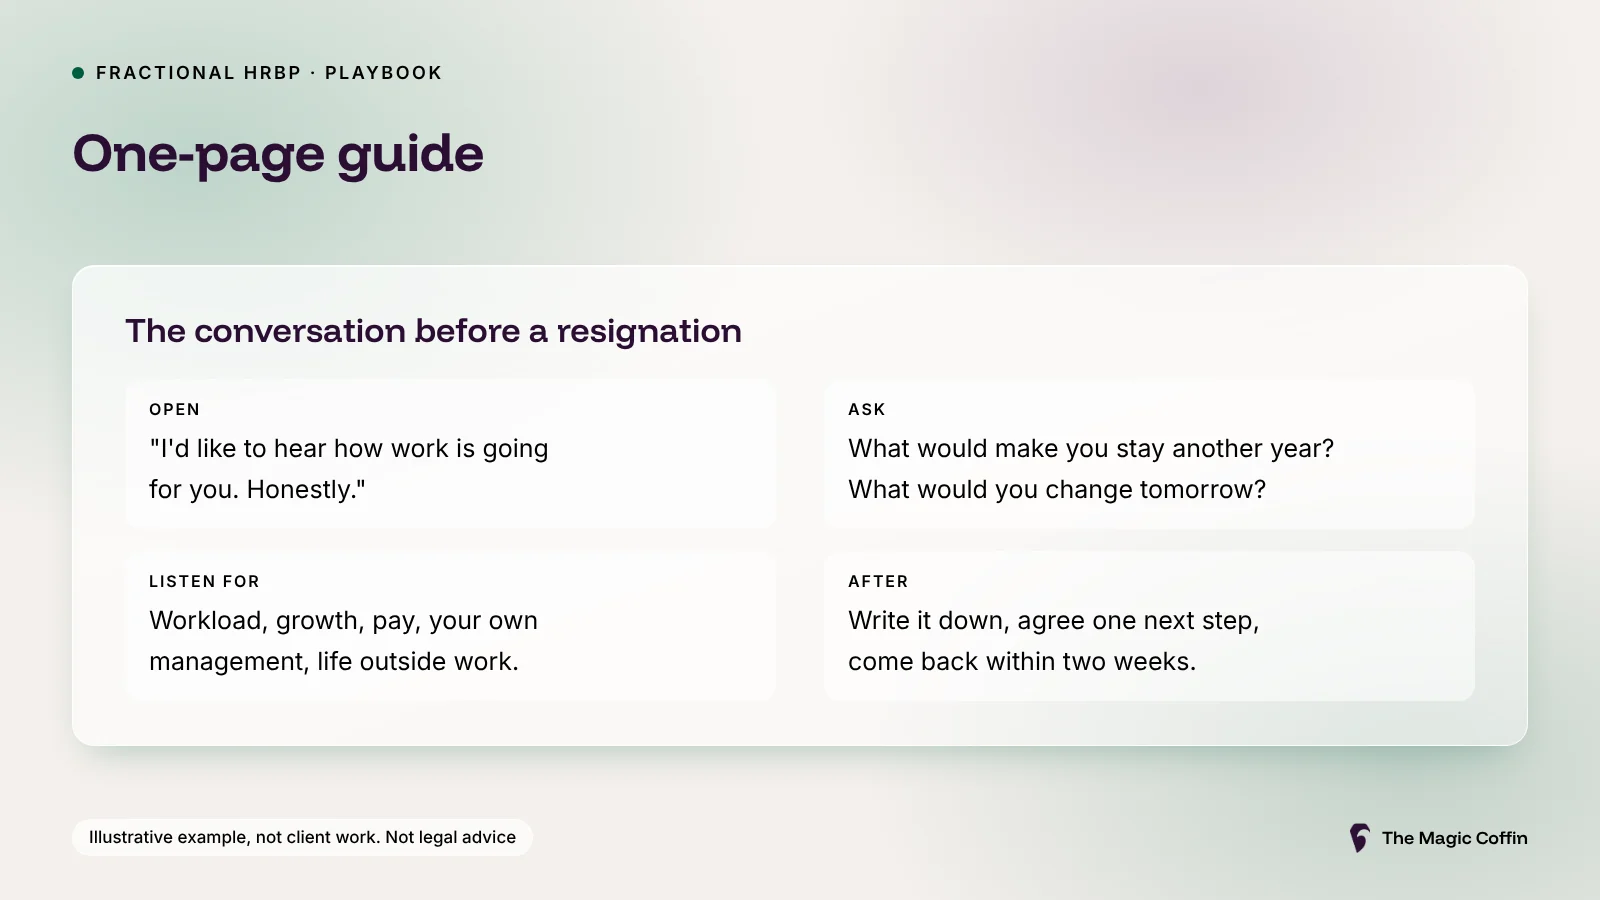 FRACTIONAL HRBP · PLAYBOOK
One-page guide
The conversation before a resignation
OPEN
"I'd like to hear how work is going
for you. Honestly."
ASK
What would make you stay another year?
What would you change tomorrow?
LISTEN FOR
Workload, growth, pay, your own
management, life outside work.
AFTER
Write it down, agree one next step,
come back within two weeks.
Illustrative example, not client work. Not legal advice
The Magic Coffin